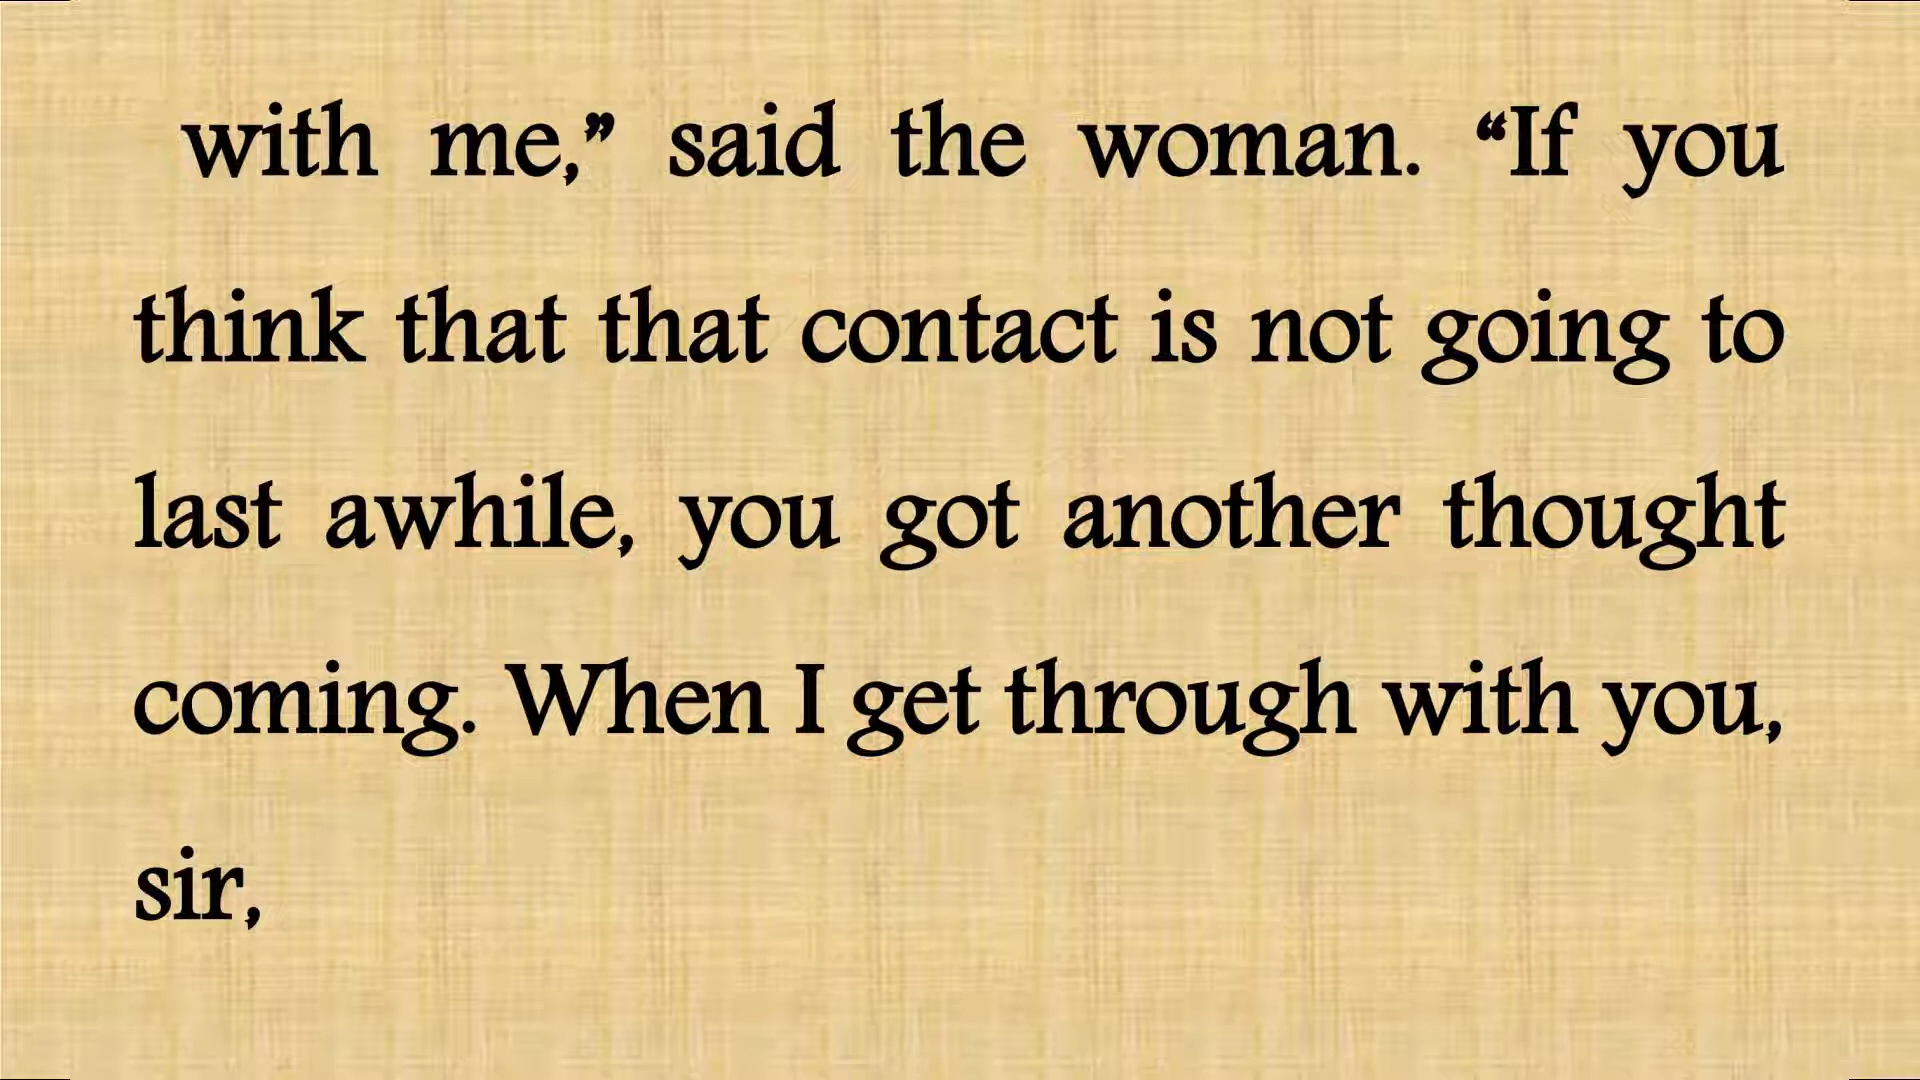 with me,” said the woman. “If you
think that that contact is not going to
last awhile, you got another thought
coming. When I get through with you,
sir,